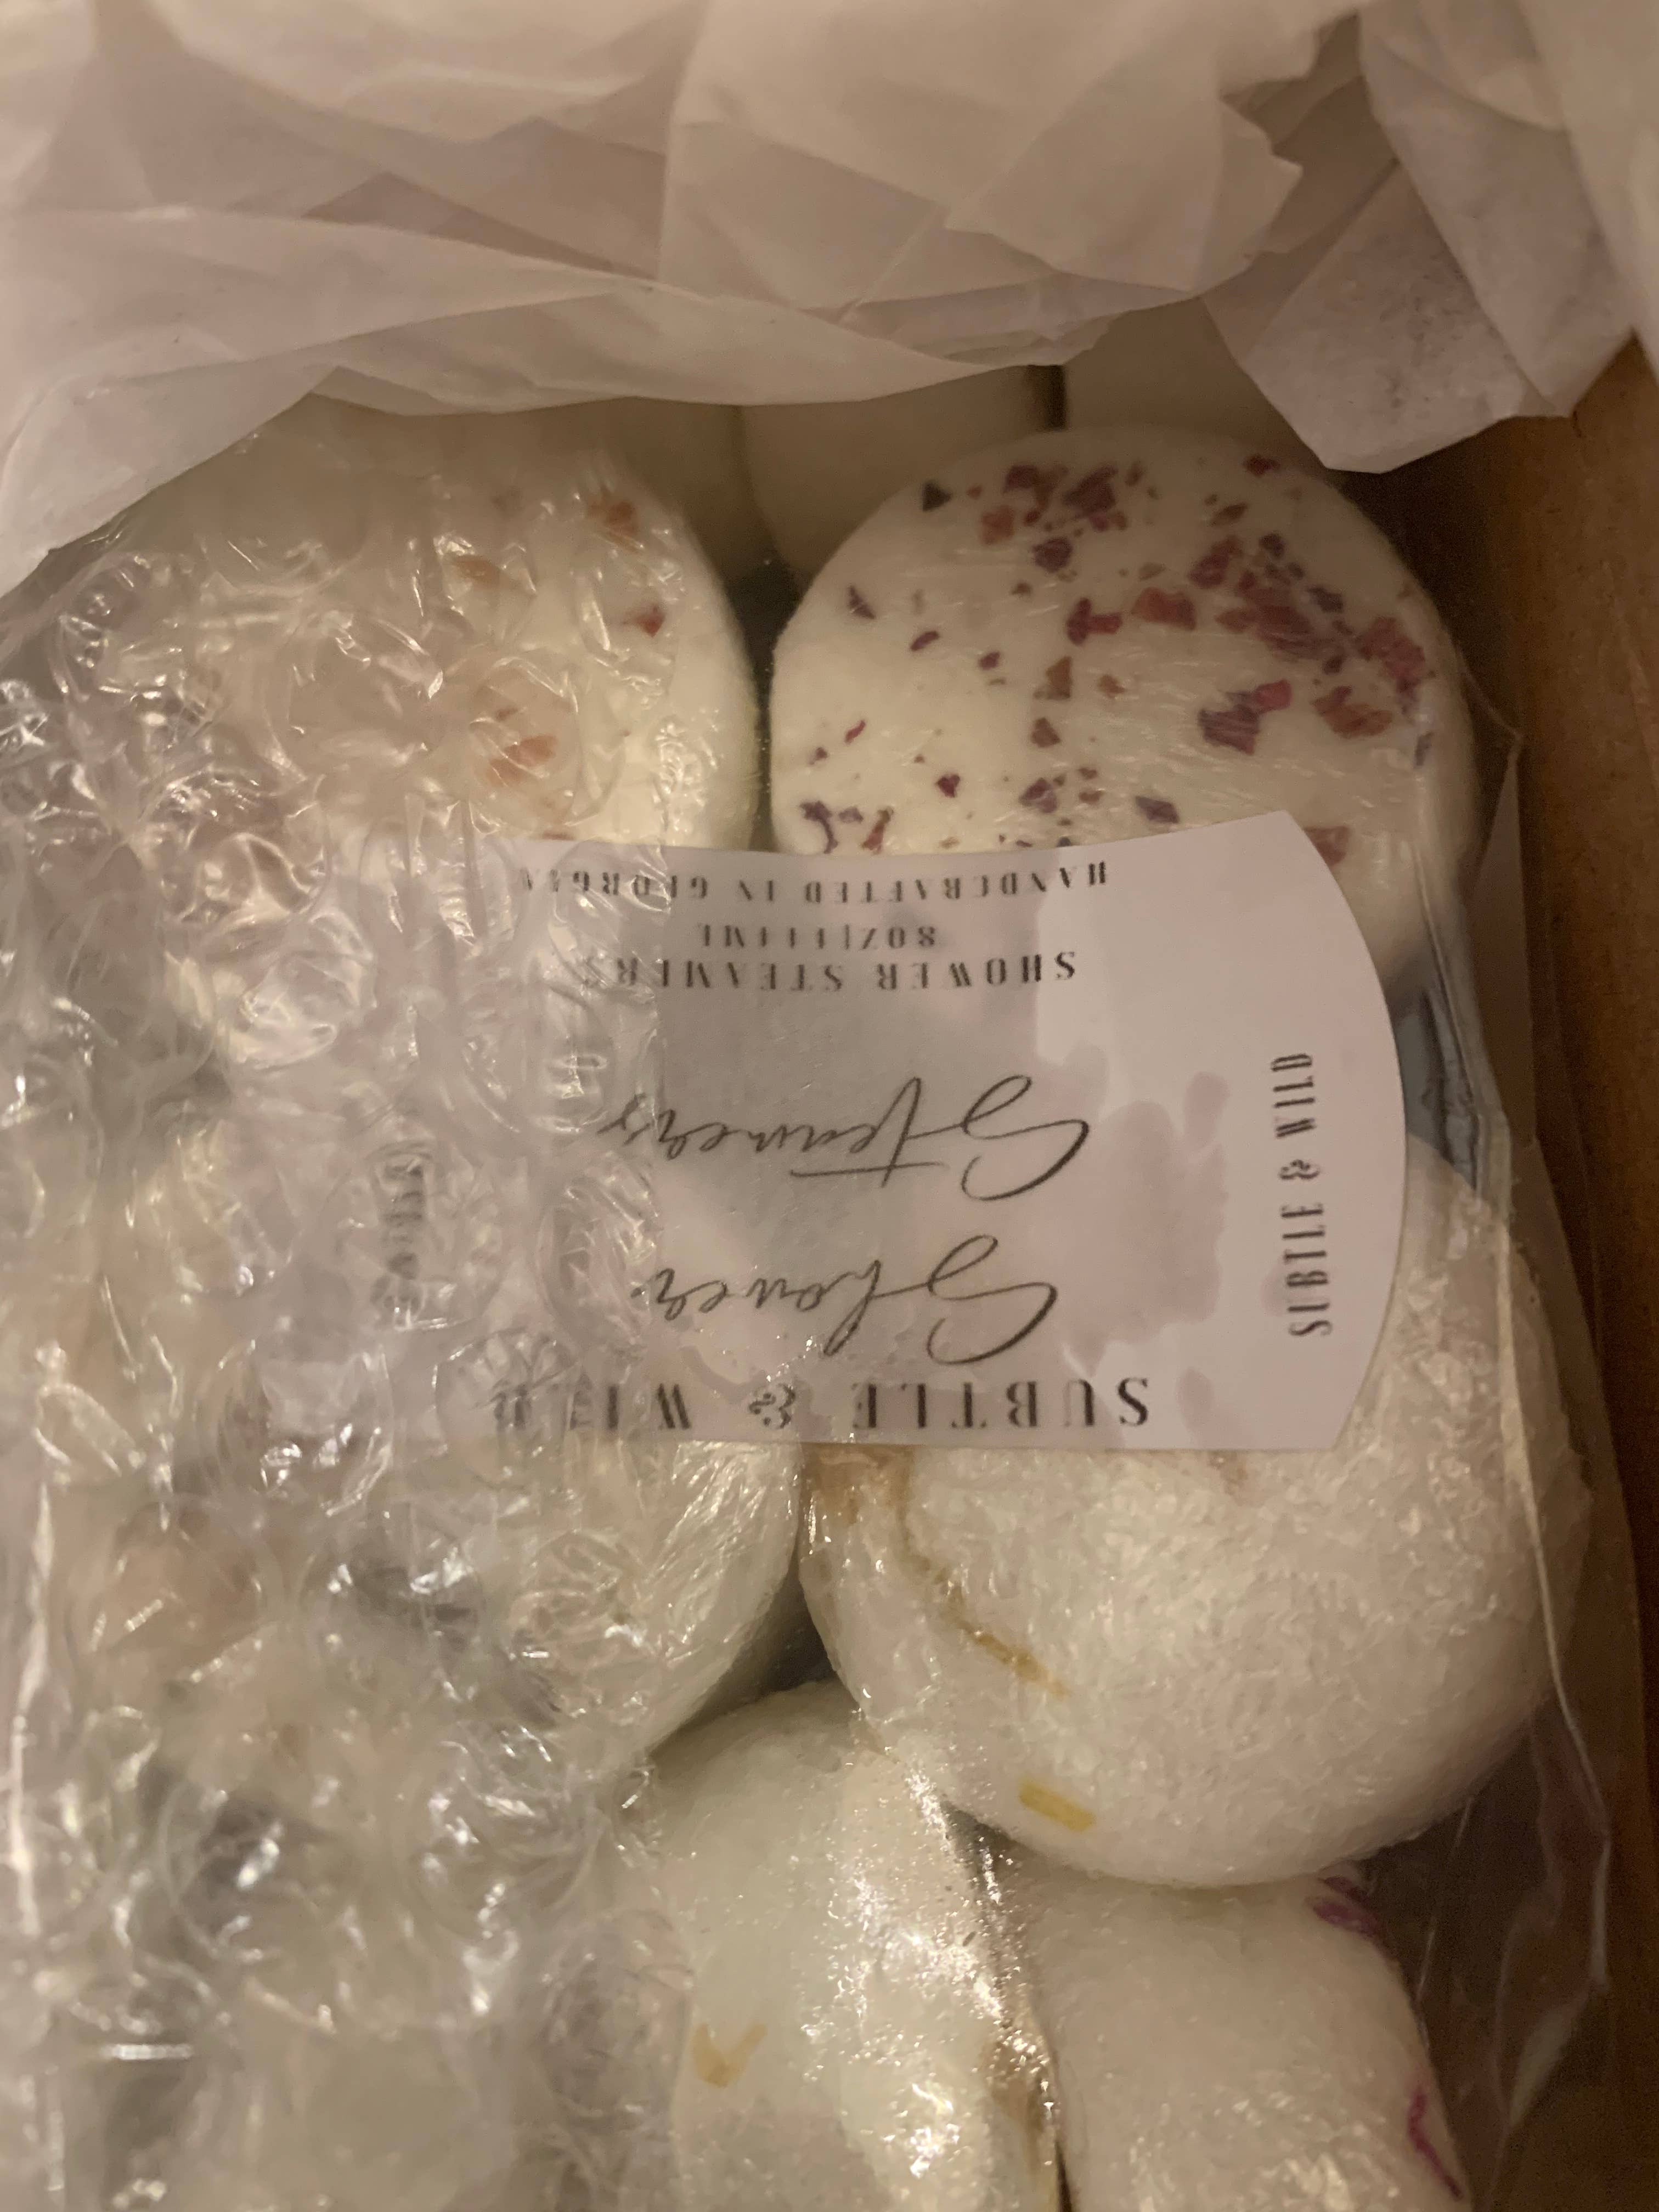 SUBTLE & WILD
Shower
Steamers
SHOWER STEAMERS
HANDCRAFTED IN GEORGIA
SUBTLE & WILD